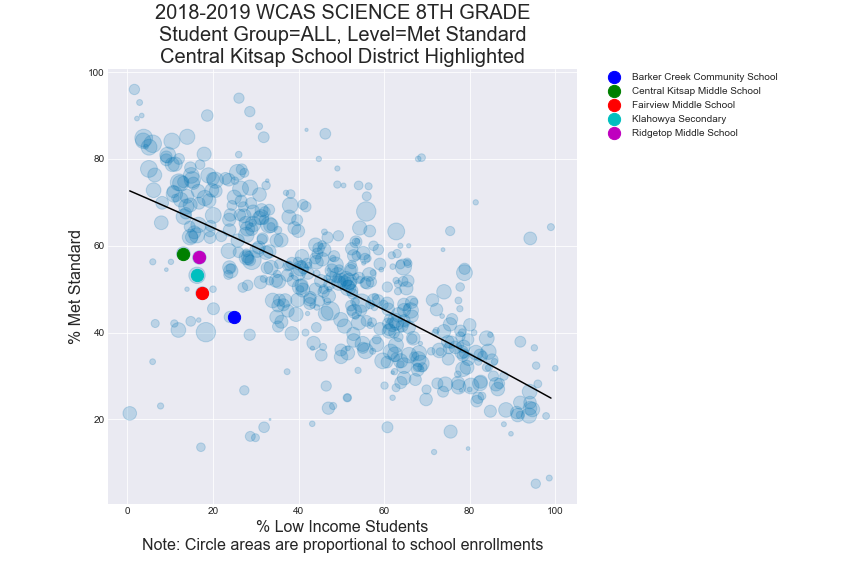 2018-2019 WCAS SCIENCE 8TH GRADE
Student Group=ALL, Level=Met Standard
Central Kitsap School District Highlighted
100
80
60
40
20
% Met Standard
0
20
40
60
80
100
% Low Income Students
Note: Circle areas are proportional to school enrollments
Barker Creek Community School
Central Kitsap Middle School
Fairview Middle School
Klahowya Secondary
Ridgetop Middle School